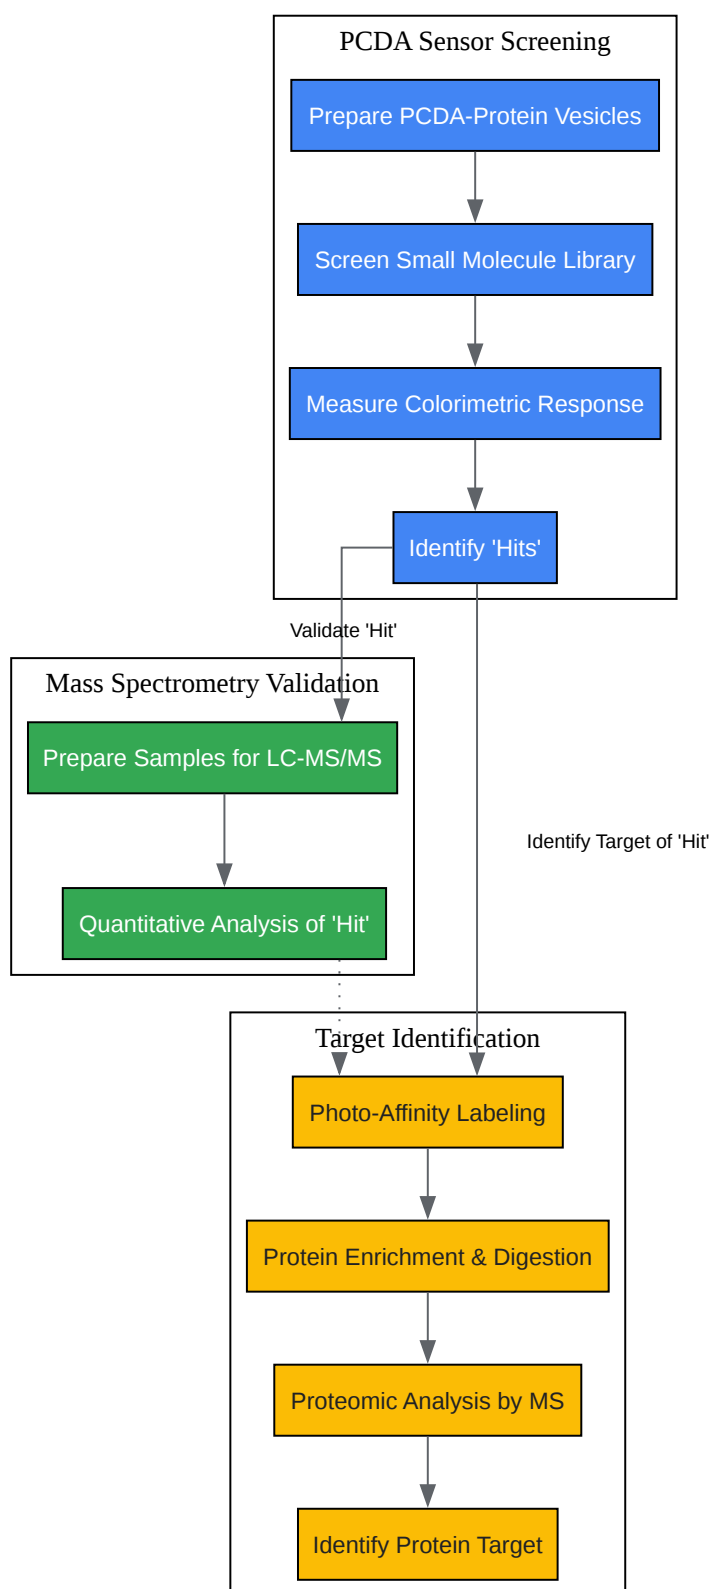 PCDA Sensor Screening
Prepare PCDA-Protein Vesicles
Screen Small Molecule Library
Measure Colorimetric Response
Identify 'Hits'
Validate 'Hit'
Mass Spectrometry Validation
Prepare Samples for LC-MS/MS
Identify Target of 'Hit'
Quantitative Analysis of 'Hit'
Target Identification
Photo-Affinity Labeling
Protein Enrichment & Digestion
Proteomic Analysis by MS
Identify Protein Target